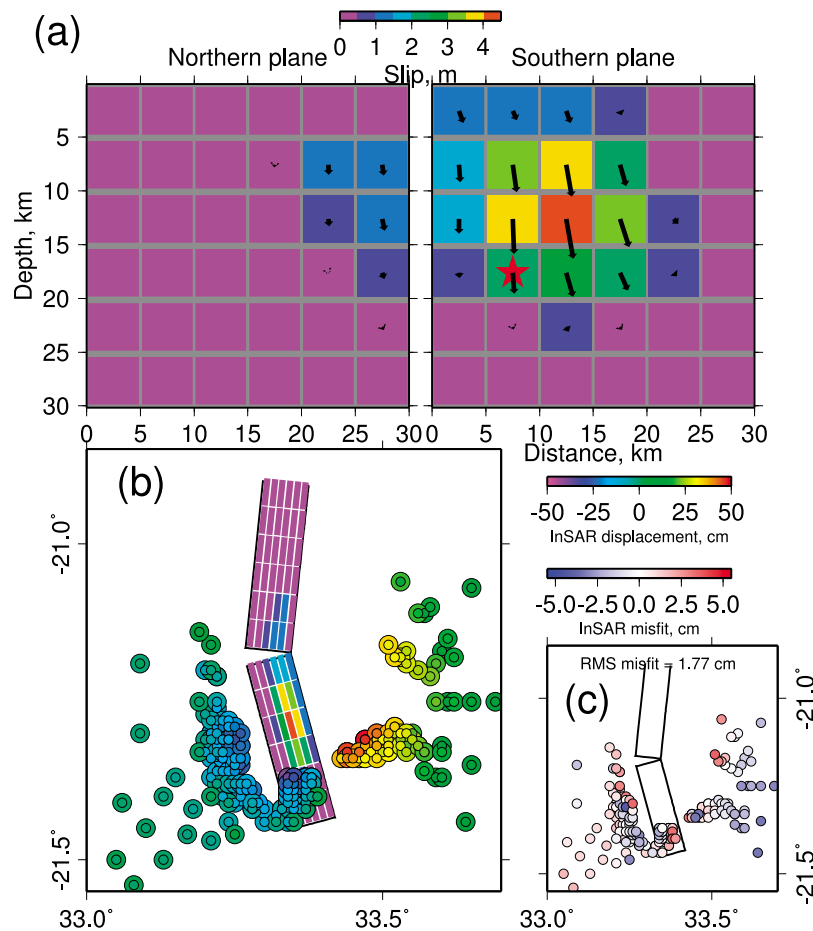 (a)
0 1 2 3 4
Slip, m
Northern plane
Southern plane
5
10
15
20
25
30
Depth, km
0 5 10 15 20 25 30
0 5 10 15 20 25 30
Distance, km
(b)
-21.0°
-21.5°
33.0° 33.5°
-50 -25 0 25 50
InSAR displacement, cm
-5.0 -2.5 0.0 2.5 5.0
InSAR misfit, cm
RMS misfit = 1.77 cm
(c)
-21.0°
-21.5°
33.0° 33.5°